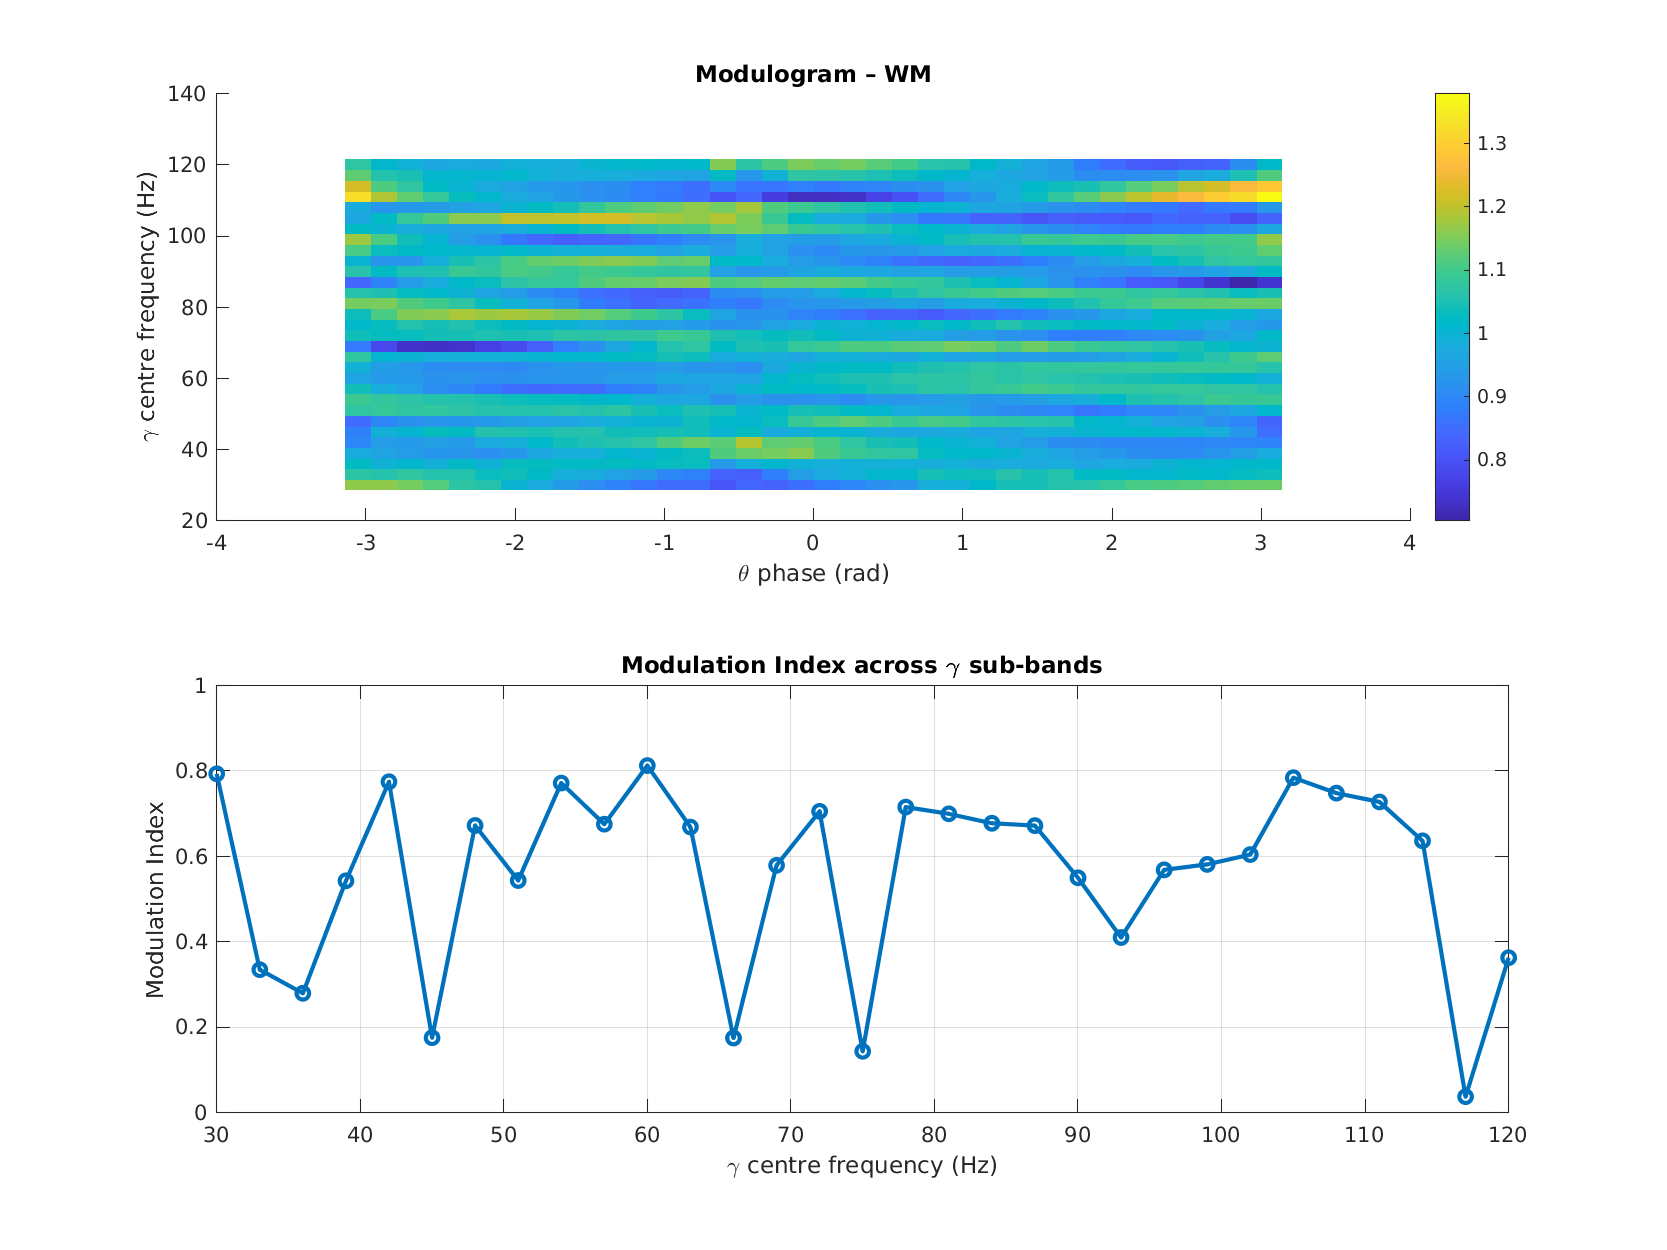 Modulogram – WM
140
120
100
80
60
40
20
γ centre frequency (Hz)
-4 -3 -2 -1 0 1 2 3 4
θ phase (rad)
1.3
1.2
1.1
1
0.9
0.8
Modulation Index across γ sub-bands
1
0.8
0.6
0.4
0.2
0
Modulation Index
30 40 50 60 70 80 90 100 110 120
γ centre frequency (Hz)